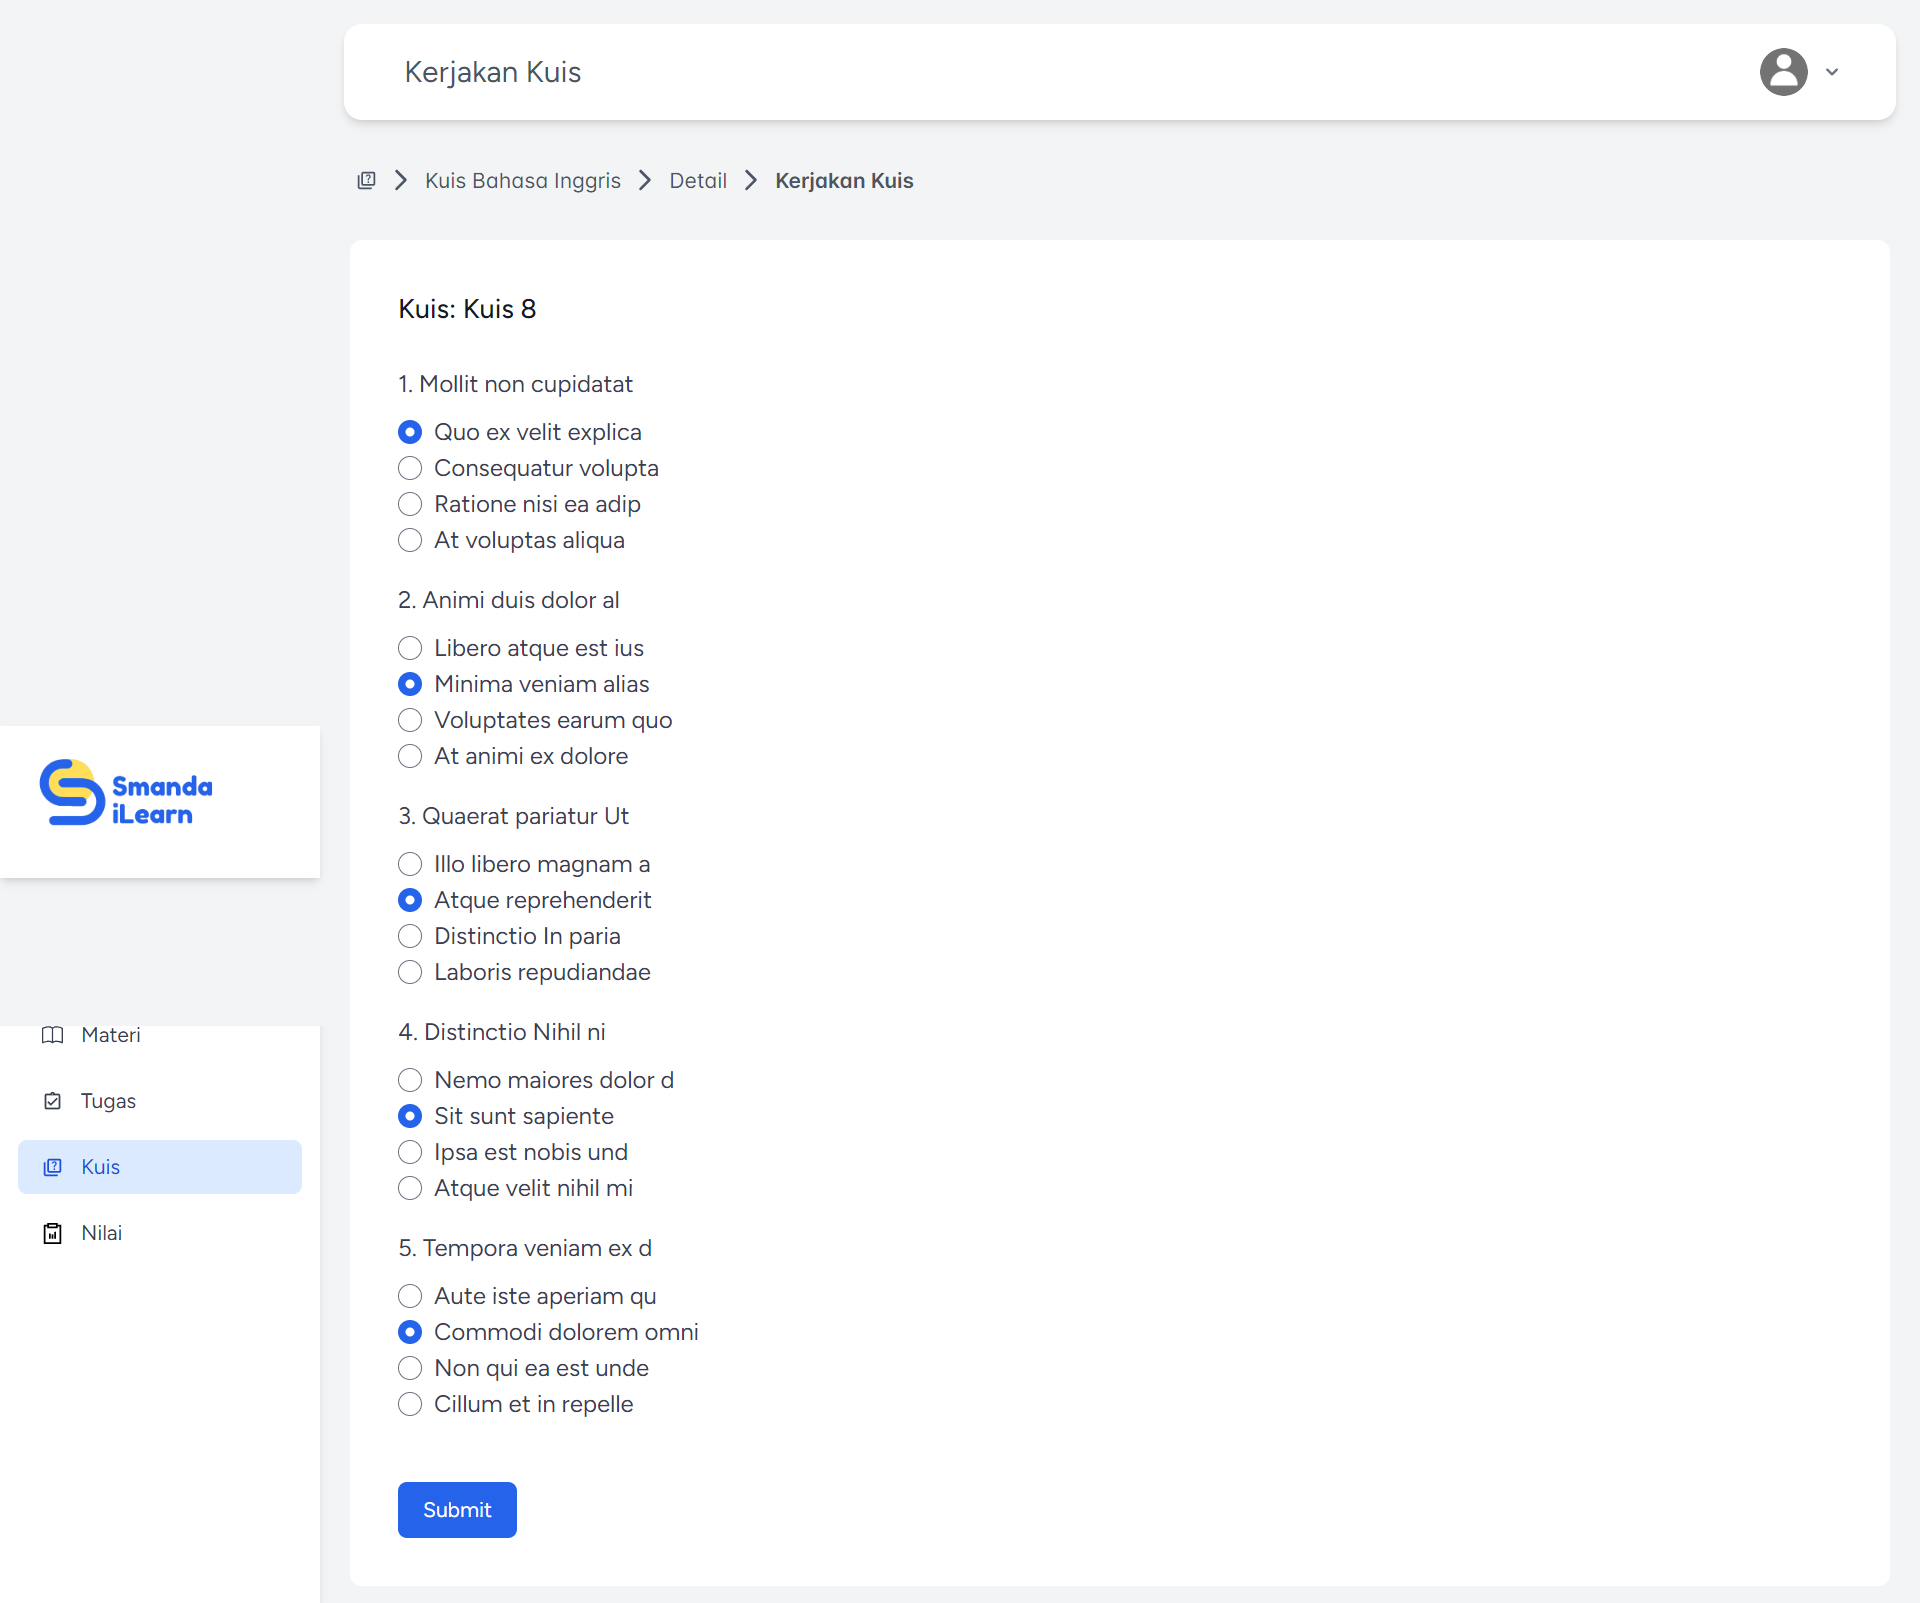 Kerjakan Kuis
Kuis Bahasa Inggris Detail Kerjakan Kuis
Kuis: Kuis 8
1. Mollit non cupidatat
Quo ex velit explica
Consequatur volupta
Ratione nisi ea adip
At voluptas aliqua
2. Animi duis dolor al
Libero atque est ius
Minima veniam alias
Voluptates earum quo
At animi ex dolore
3. Quaerat pariatur Ut
Illo libero magnam a
Atque reprehenderit
Distinctio In paria
Laboris repudiandae
4. Distinctio Nihil ni
Nemo maiores dolor d
Sit sunt sapiente
Ipsa est nobis und
Atque velit nihil mi
5. Tempora veniam ex d
Aute iste aperiam qu
Commodi dolorem omni
Non qui ea est unde
Cillum et in repelle
Submit
Smanda
iLearn
Materi
Tugas
Kuis
Nilai